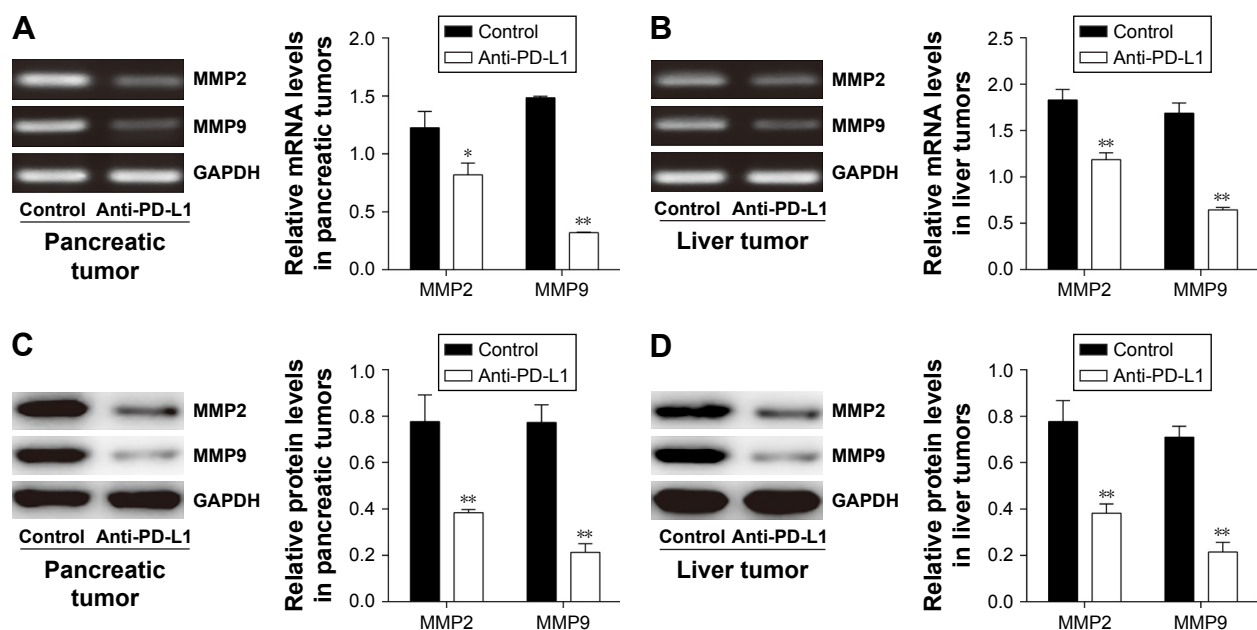 A
MMP2
MMP9
GAPDH
Control Anti-PD-L1
Pancreatic
tumor
Relative mRNA levels
in pancreatic tumors
2.0
1.5
1.0
0.5
0.0
Control
Anti-PD-L1
*
**
MMP2 MMP9
B
MMP2
MMP9
GAPDH
Control Anti-PD-L1
Liver tumor
Relative mRNA levels
in liver tumors
2.5
2.0
1.5
1.0
0.5
0.0
Control
Anti-PD-L1
**
**
MMP2 MMP9
C
MMP2
MMP9
GAPDH
Control Anti-PD-L1
Pancreatic
tumor
Relative protein levels
in pancreatic tumors
1.0
0.8
0.6
0.4
0.2
0.0
Control
Anti-PD-L1
**
**
MMP2 MMP9
D
MMP2
MMP9
GAPDH
Control Anti-PD-L1
Liver tumor
Relative protein levels
in liver tumors
1.0
0.8
0.6
0.4
0.2
0.0
Control
Anti-PD-L1
**
**
MMP2 MMP9